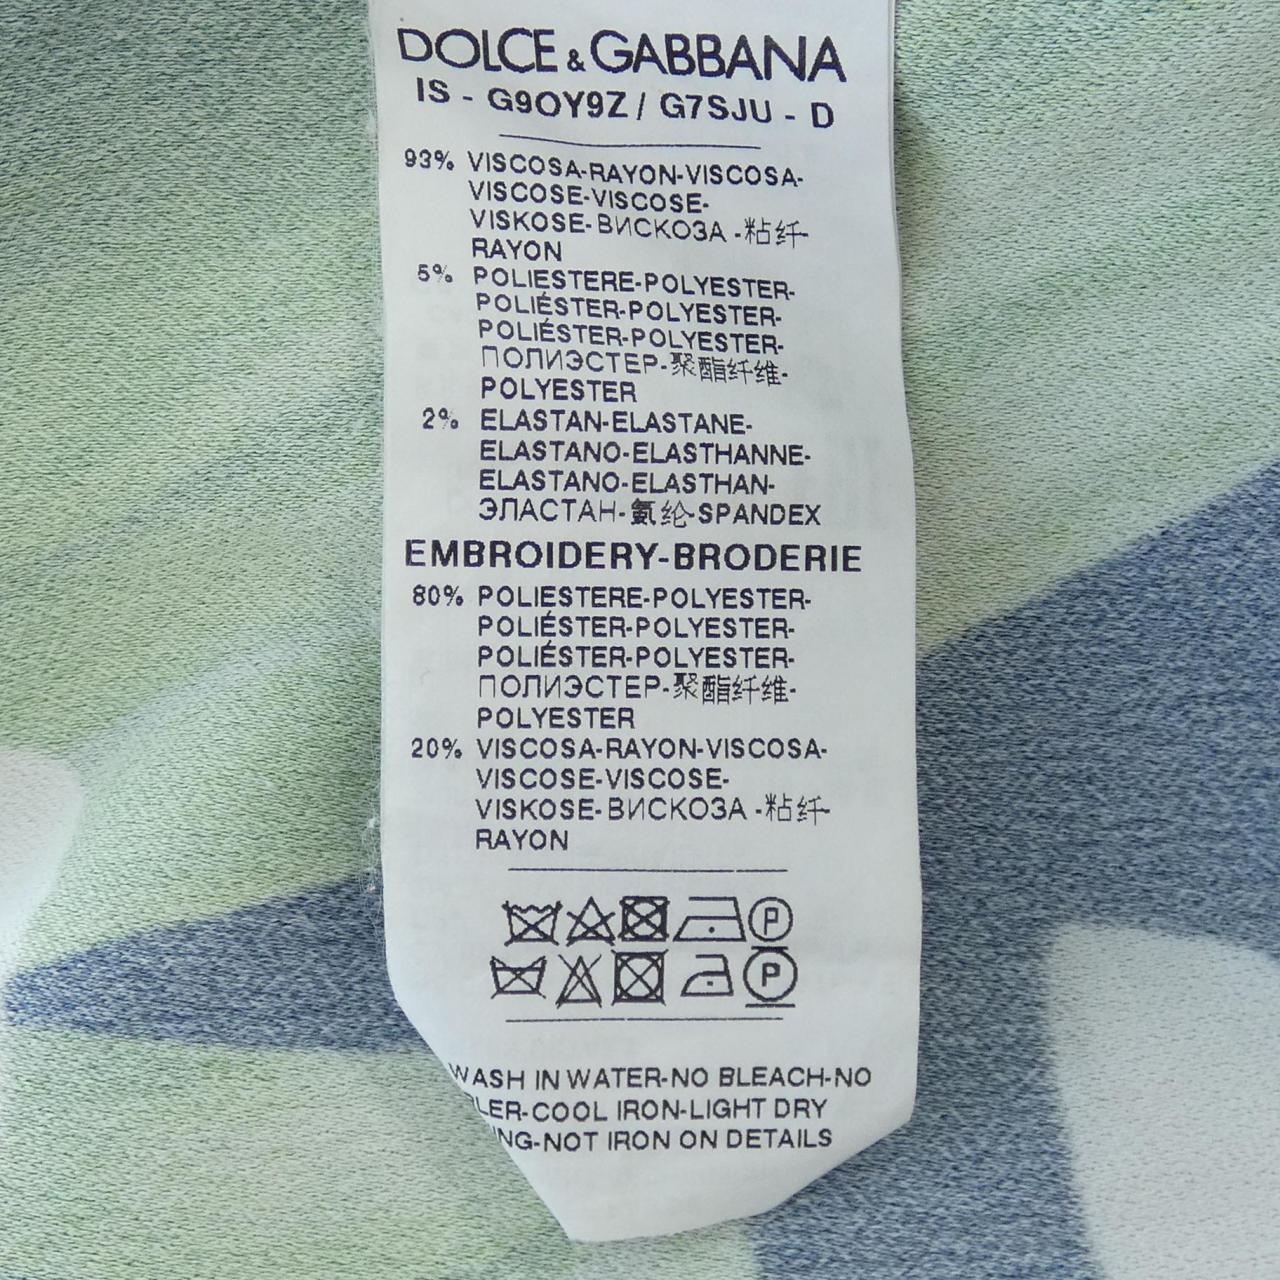 DOLCE & GABBANA
IS - G9OY9Z / G7SJU - D
93% VISCOSA-RAYON-VISCOSA-
VISCOSE-VISCOSE-
VISKOSE-ВИСКОЗА -粘纤-
RAYON
5% POLIESTERE-POLYESTER-
POLIÉSTER-POLYESTER-
POLIÉSTER-POLYESTER-
ПОЛИЭСТЕР-聚酯纤维-
POLYESTER
2% ELASTAN-ELASTANE-
ELASTANO-ELASTHANNE-
ELASTANO-ELASTHAN-
ЭЛАСТАН-氨纶-SPANDEX
EMBROIDERY-BRODERIE
80% POLIESTERE-POLYESTER-
POLIÉSTER-POLYESTER-
POLIÉSTER-POLYESTER-
ПОЛИЭСТЕР-聚酯纤维-
POLYESTER
20% VISCOSA-RAYON-VISCOSA-
VISCOSE-VISCOSE-
VISKOSE-ВИСКОЗА -粘纤-
RAYON
P
P
WASH IN WATER-NO BLEACH-NO
LER-COOL IRON-LIGHT DRY
NG-NOT IRON ON DETAILS